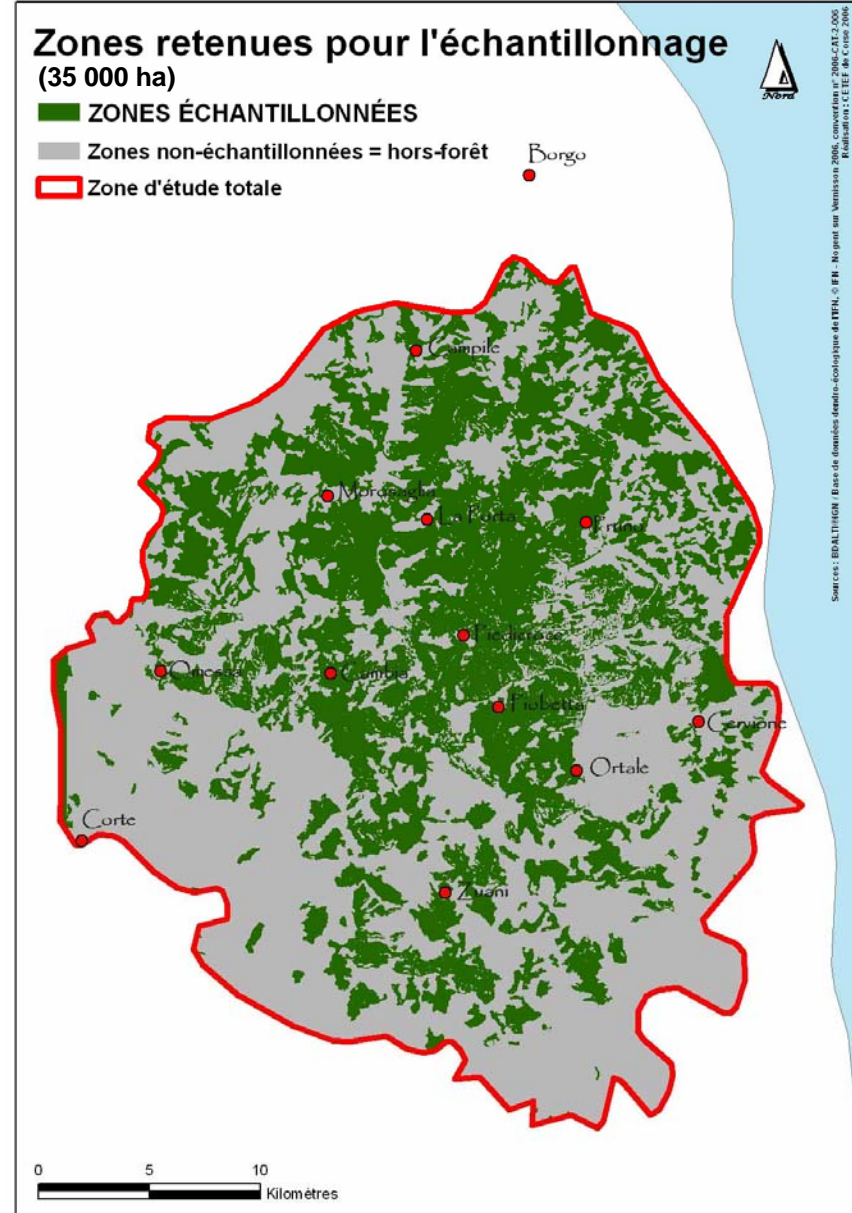 Zones retenues pour l'échantillonnage
(35 000 ha)
ZONES ÉCHANTILLONNÉES
Zones non-échantillonnées = hors-forêt
Zone d'étude totale
Nord
Borgo
Campile
Morosaglia
La Porta
Pruno
Piedicroce
Omessa
Cambia
Piobetta
Cervione
Ortale
Corte
Zuani
0 5 10
Kilomètres
Sources : BDALTI®IGN / Base de données dendro-écologique de l'IFN, © IFN - Nogent sur Vernisson 2006, convention n° 2006-CAT-2-006
Réalisation : CETEF de Corse 2006